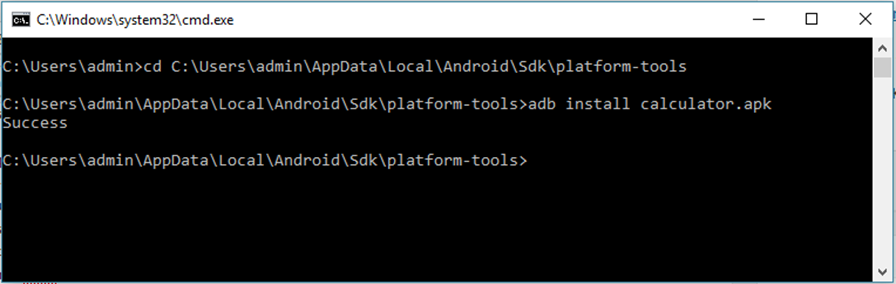 C:\Windows\system32\cmd.exe
C:\Users\admin>cd C:\Users\admin\AppData\Local\Android\Sdk\platform-tools
C:\Users\admin\AppData\Local\Android\Sdk\platform-tools>adb install calculator.apk
Success
C:\Users\admin\AppData\Local\Android\Sdk\platform-tools>